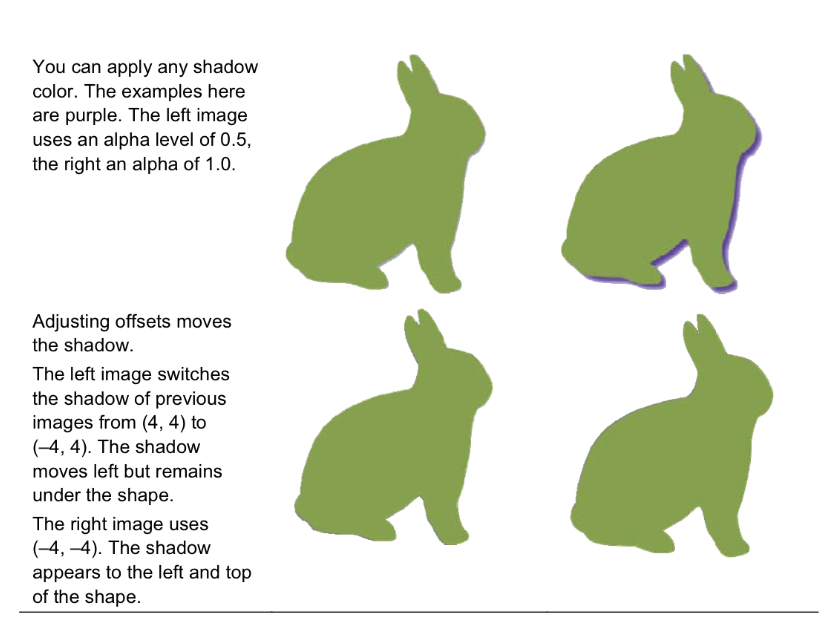 You can apply any shadow
color. The examples here
are purple. The left image
uses an alpha level of 0.5,
the right an alpha of 1.0.
Adjusting offsets moves
the shadow.
The left image switches
the shadow of previous
images from (4, 4) to
(–4, 4). The shadow
moves left but remains
under the shape.
The right image uses
(–4, –4). The shadow
appears to the left and top
of the shape.